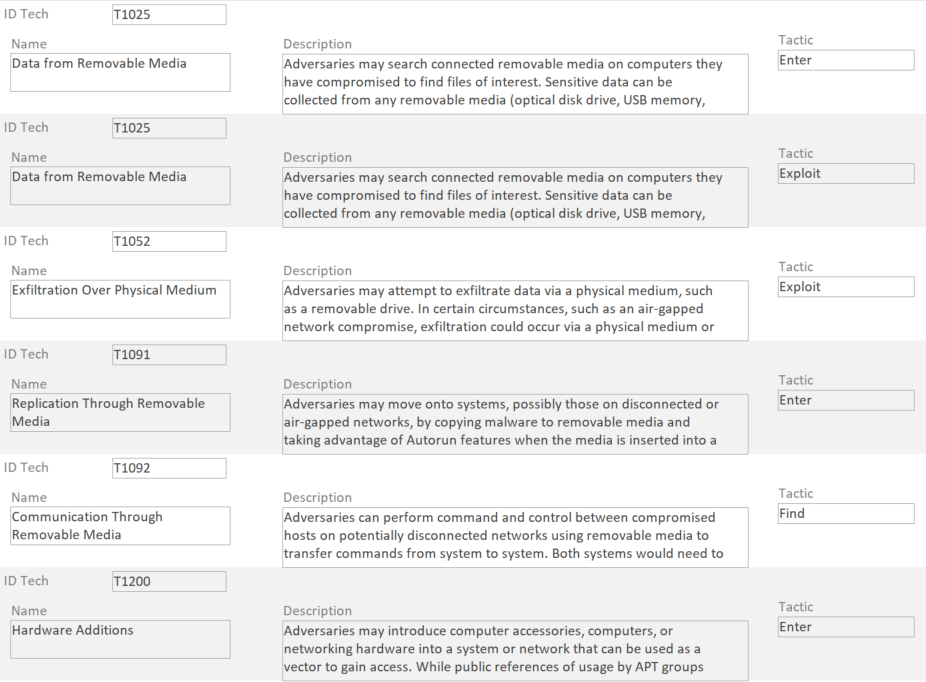 ID Tech T1025
Name Description Tactic
Data from Removable Media
Adversaries may search connected removable media on computers they
have compromised to find files of interest. Sensitive data can be
collected from any removable media (optical disk drive, USB memory,
Enter
ID Tech T1025
Name Description Tactic
Data from Removable Media
Adversaries may search connected removable media on computers they
have compromised to find files of interest. Sensitive data can be
collected from any removable media (optical disk drive, USB memory,
Exploit
ID Tech T1052
Name Description Tactic
Exfiltration Over Physical Medium
Adversaries may attempt to exfiltrate data via a physical medium, such
as a removable drive. In certain circumstances, such as an air-gapped
network compromise, exfiltration could occur via a physical medium or
Exploit
ID Tech T1091
Name Description Tactic
Replication Through Removable
Media
Adversaries may move onto systems, possibly those on disconnected or
air-gapped networks, by copying malware to removable media and
taking advantage of Autorun features when the media is inserted into a
Enter
ID Tech T1092
Name Description Tactic
Communication Through
Removable Media
Adversaries can perform command and control between compromised
hosts on potentially disconnected networks using removable media to
transfer commands from system to system. Both systems would need to
Find
ID Tech T1200
Name Description Tactic
Hardware Additions
Adversaries may introduce computer accessories, computers, or
networking hardware into a system or network that can be used as a
vector to gain access. While public references of usage by APT groups
Enter